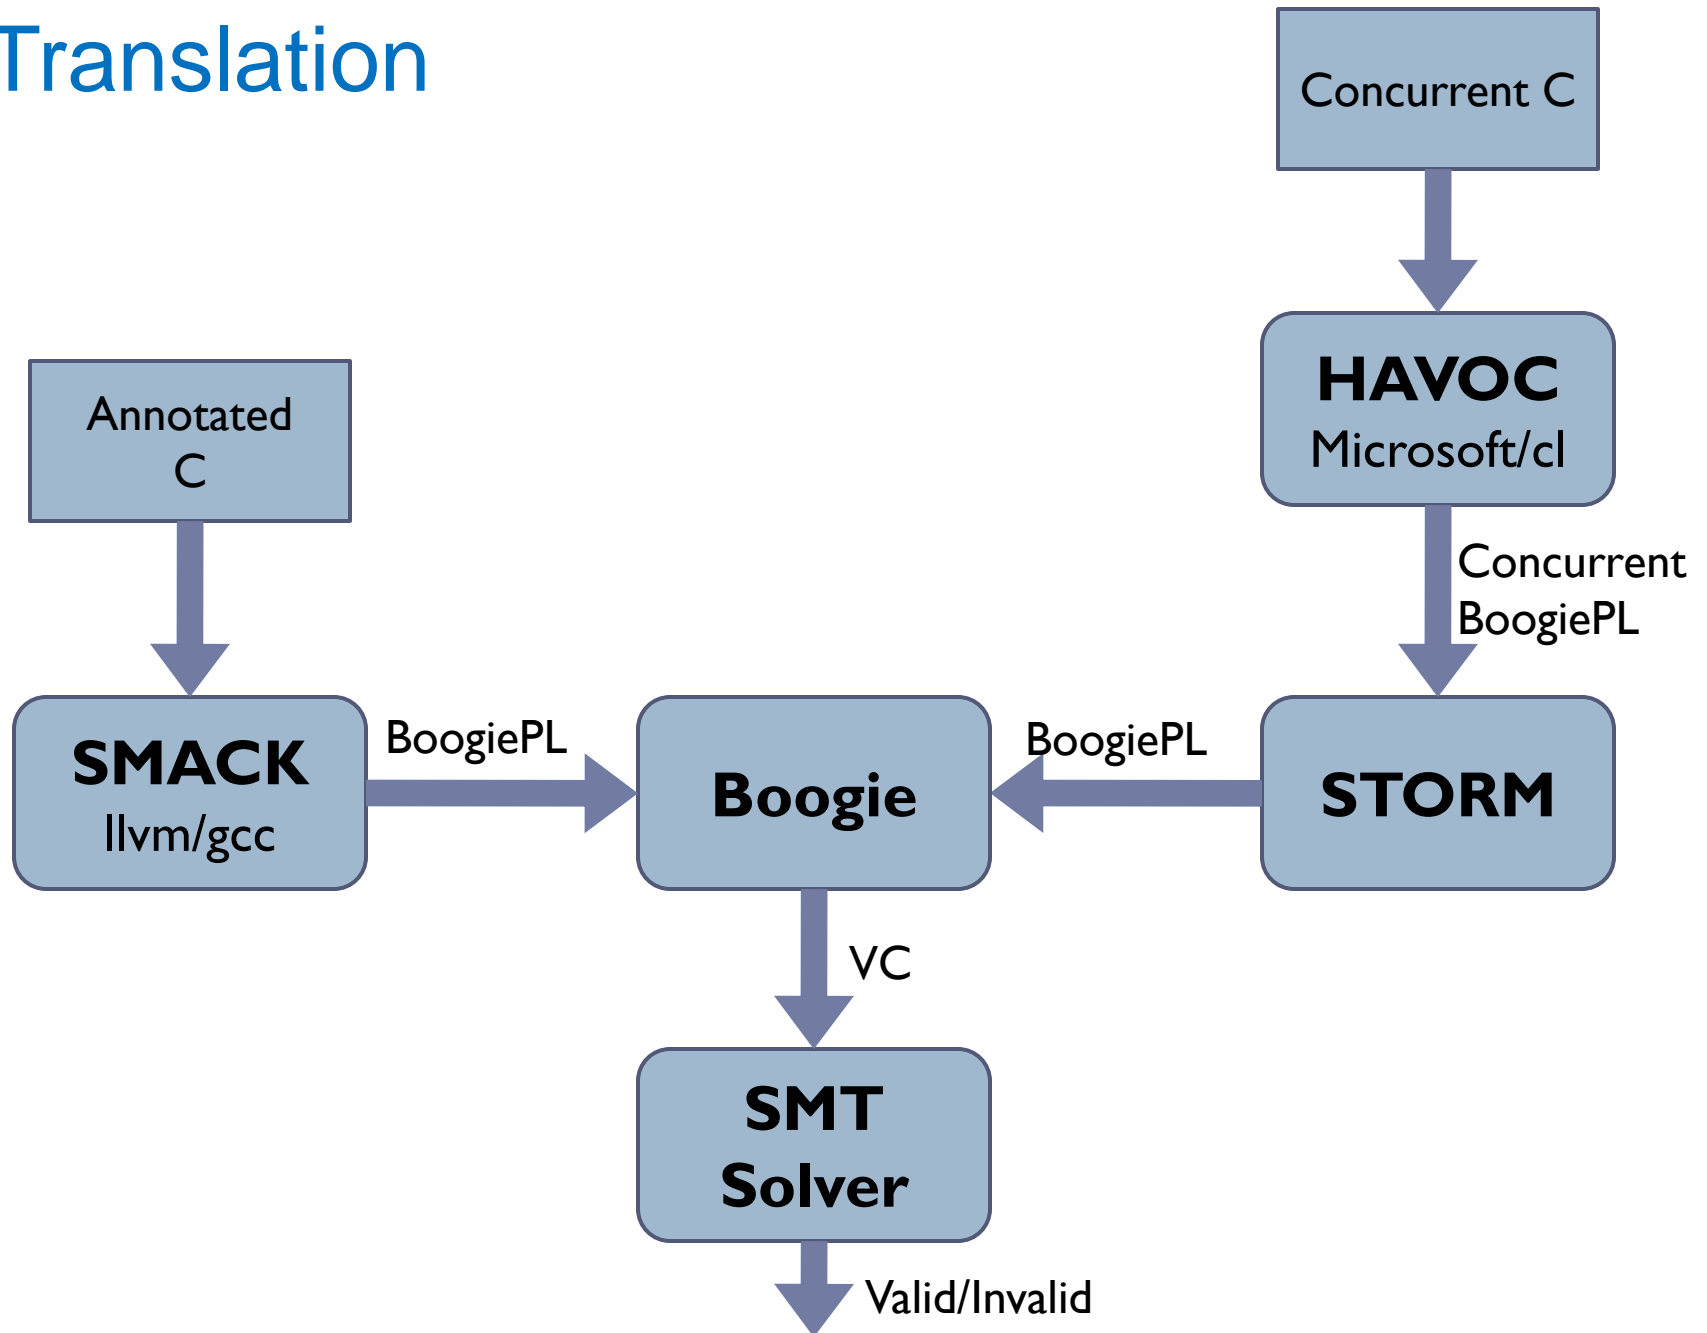 Translation
Concurrent C
HAVOC
Microsoft/cl
Annotated
C
Concurrent
BoogiePL
SMACK
llvm/gcc
BoogiePL
Boogie
BoogiePL
STORM
VC
SMT
Solver
Valid/Invalid